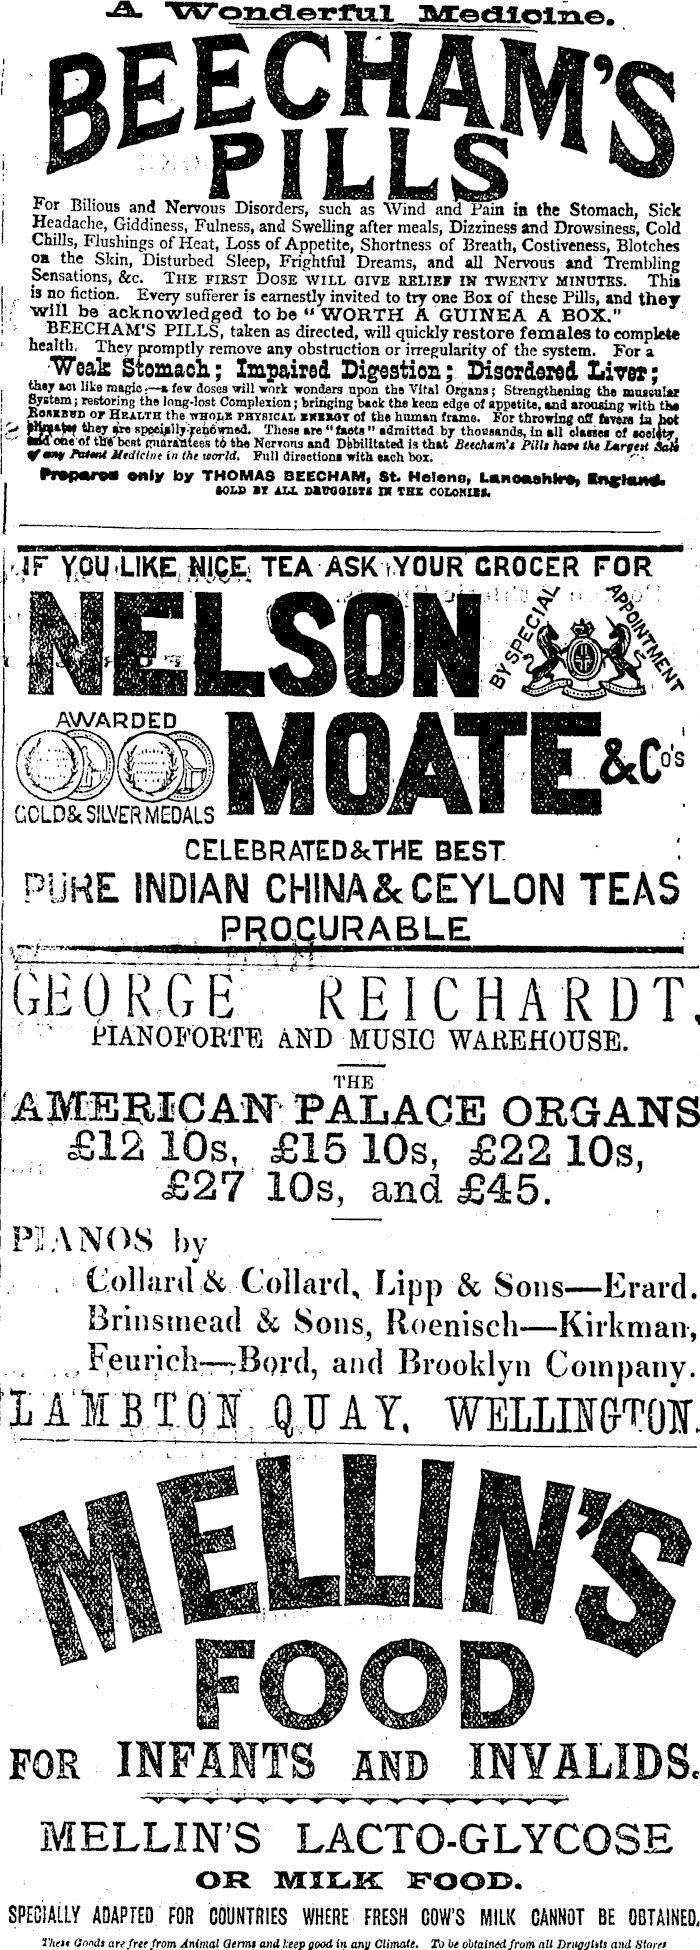 A Wonderful Medicine.
BEECHAM'S
PILLS
For Bilious and Nervous Disorders, such as Wind and Pain in the Stomach, Sick
Headache, Giddiness, Fulness, and Swelling after meals, Dizziness and Drowsiness, Cold
Chills, Flushings of Heat, Loss of Appetite, Shortness of Breath, Costiveness, Blotches
on the Skin, Disturbed Sleep, Frightful Dreams, and all Nervous and Trembling
Sensations, &c. THE FIRST DOSE WILL GIVE RELIEF IN TWENTY MINUTES. This
is no fiction. Every sufferer is earnestly invited to try one Box of these Pills, and they
will be acknowledged to be "WORTH A GUINEA A BOX."
BEECHAM'S PILLS, taken as directed, will quickly restore females to complete
health. They promptly remove any obstruction or irregularity of the system. For a
Weak Stomach; Impaired Digestion; Disordered Liver;
they act like magic:—a few doses will work wonders upon the Vital Organs; Strengthening the muscular
System; restoring the long-lost Complexion; bringing back the keen edge of appetite, and arousing with the
ROSEBUD OF HEALTH the WHOLE PHYSICAL ENERGY of the human frame. For throwing off fevers in hot
climates they are specially renowned. These are "facts" admitted by thousands, in all classes of society
and one of the best guarantees to the Nervous and Debilitated is that Beecham's Pills have the Largest Sale
of any Patent Medicine in the world. Full directions with each box.
Prepared only by THOMAS BEECHAM, St. Helens, Lancashire, England.
SOLD BY ALL DRUGGISTS IN THE COLONIES.
IF YOU LIKE NICE TEA ASK YOUR GROCER FOR
NELSON
BY SPECIAL APPOINTMENT
AWARDED
GOLD & SILVER MEDALS
MOATE & Co's
CELEBRATED & THE BEST
PURE INDIAN CHINA & CEYLON TEAS
PROCURABLE
GEORGE REICHARDT,
PIANOFORTE AND MUSIC WAREHOUSE.
THE
AMERICAN PALACE ORGANS
£12 10s, £15 10s, £22 10s,
£27 10s, and £45.
PIANOS by
Collard & Collard, Lipp & Sons—Erard.
Brinsmead & Sons, Roenisch—Kirkman,
Feurich—Bord, and Brooklyn Company.
LAMBTON QUAY, WELLINGTON.
MELLIN'S
FOOD
FOR INFANTS AND INVALIDS.
MELLIN'S LACTO-GLYCOSE
OR MILK FOOD.
SPECIALLY ADAPTED FOR COUNTRIES WHERE FRESH COW'S MILK CANNOT BE OBTAINED.
These Goods are free from Animal Germs and keep good in any Climate. To be obtained from all Druggists and Stores